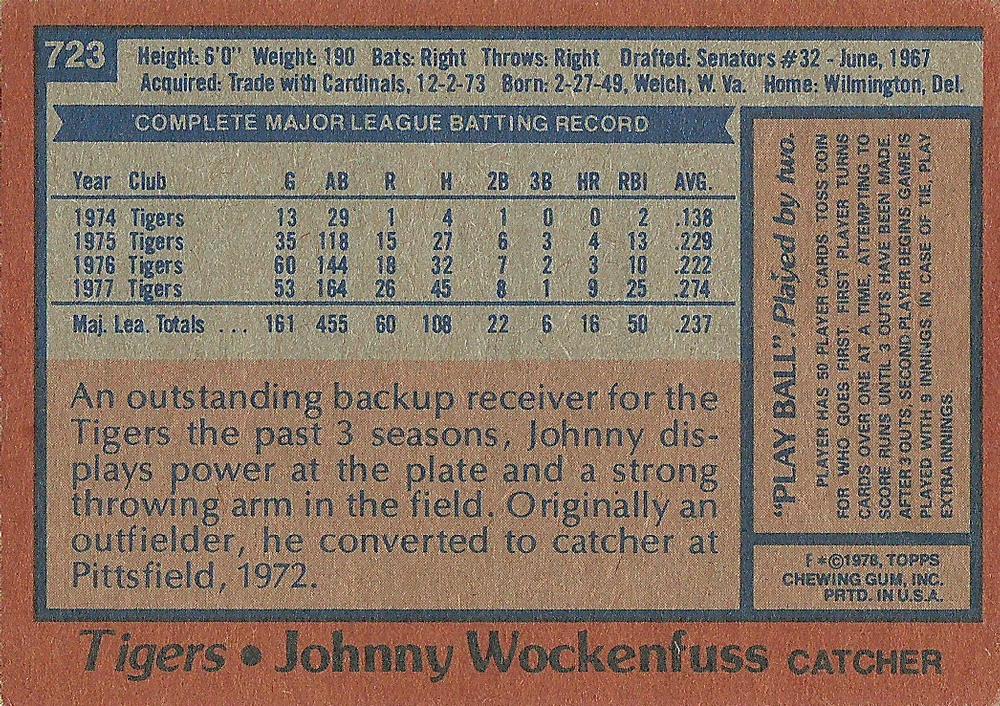 723
Height: 6'0" Weight: 190 Bats: Right Throws: Right Drafted: Senators #32 - June, 1967
Acquired: Trade with Cardinals, 12-2-73 Born: 2-27-49, Welch, W. Va. Home: Wilmington, Del.
COMPLETE MAJOR LEAGUE BATTING RECORD
Year Club G AB R H 2B 3B HR RBI AVG.
1974 Tigers 13 29 1 4 1 0 0 2 .138
1975 Tigers 35 118 15 27 6 3 4 13 .229
1976 Tigers 60 144 18 32 7 2 3 10 .222
1977 Tigers 53 164 26 45 8 1 9 25 .274
Maj. Lea. Totals ... 161 455 60 108 22 6 16 50 .237
An outstanding backup receiver for the
Tigers the past 3 seasons, Johnny dis-
plays power at the plate and a strong
throwing arm in the field. Originally an
outfielder, he converted to catcher at
Pittsfield, 1972.
"PLAY BALL". Played by two.
PLAYER HAS 50 PLAYER CARDS. TOSS COIN
FOR WHO GOES FIRST. FIRST PLAYER TURNS
CARDS OVER ONE AT A TIME, ATTEMPTING TO
SCORE RUNS UNTIL 3 OUTS HAVE BEEN MADE.
AFTER 3 OUTS, SECOND PLAYER BEGINS GAME IS
PLAYED WITH 9 INNINGS IN CASE OF TIE, PLAY
EXTRA INNINGS.
F*©1978, TOPPS
CHEWING GUM, INC.
PRTD. IN U.S.A.
Tigers • Johnny Wockenfuss CATCHER